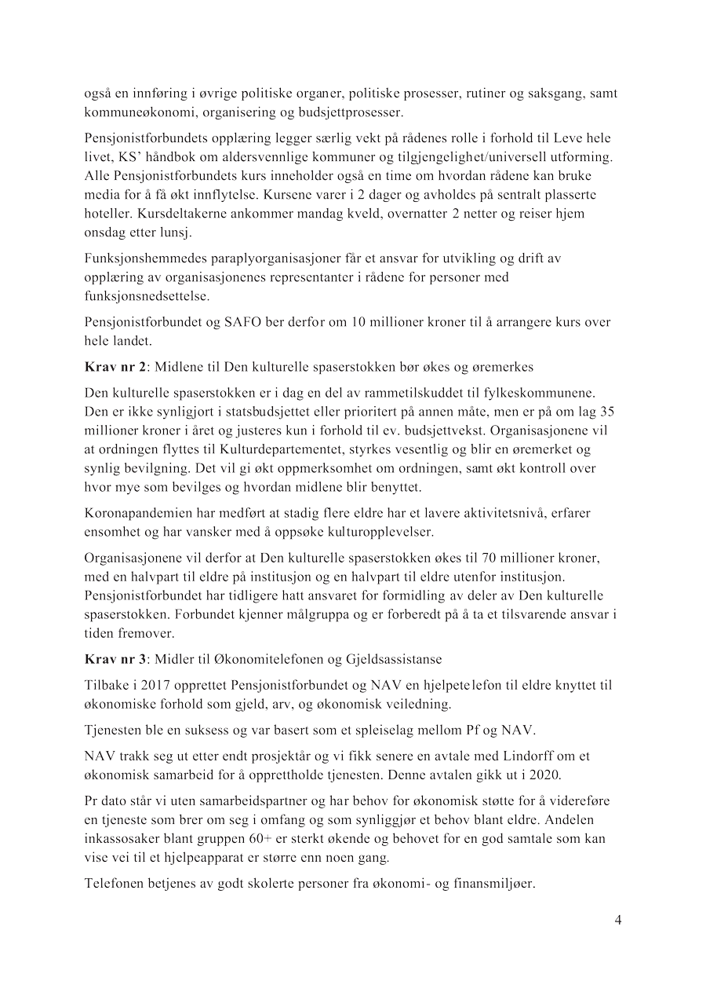 også en innføring i øvrige politiske organer, politiske prosesser, rutiner og saksgang, samt
kommuneøkonomi, organisering og budsjettprosesser.
Pensjonistforbundets opplæring legger særlig vekt på rådenes rolle i forhold til Leve hele
livet, KS’ håndbok om aldersvennlige kommuner og tilgjengelighet/universell utforming.
Alle Pensjonistforbundets kurs inneholder også en time om hvordan rådene kan bruke
media for å få økt innflytelse. Kursene varer i 2 dager og avholdes på sentralt plasserte
hoteller. Kursdeltakerne ankommer mandag kveld, overnatter 2 netter og reiser hjem
onsdag etter lunsj.
Funksjonshemmedes paraplyorganisasjoner får et ansvar for utvikling og drift av
opplæring av organisasjonenes representanter i rådene for personer med
funksjonsnedsettelse.
Pensjonistforbundet og SAFO ber derfor om 10 millioner kroner til å arrangere kurs over
hele landet.
Krav nr 2: Midlene til Den kulturelle spaserstokken bør økes og øremerkes
Den kulturelle spaserstokken er i dag en del av rammetilskuddet til fylkeskommunene.
Den er ikke synligjort i statsbudsjettet eller prioritert på annen måte, men er på om lag 35
millioner kroner i året og justeres kun i forhold til ev. budsjettvekst. Organisasjonene vil
at ordningen flyttes til Kulturdepartementet, styrkes vesentlig og blir en øremerket og
synlig bevilgning. Det vil gi økt oppmerksomhet om ordningen, samt økt kontroll over
hvor mye som bevilges og hvordan midlene blir benyttet.
Koronapandemien har medført at stadig flere eldre har et lavere aktivitetsnivå, erfarer
ensomhet og har vansker med å oppsøke kulturopplevelser.
Organisasjonene vil derfor at Den kulturelle spaserstokken økes til 70 millioner kroner,
med en halvpart til eldre på institusjon og en halvpart til eldre utenfor institusjon.
Pensjonistforbundet har tidligere hatt ansvaret for formidling av deler av Den kulturelle
spaserstokken. Forbundet kjenner målgruppa og er forberedt på å ta et tilsvarende ansvar i
tiden fremover.
Krav nr 3: Midler til Økonomitelefonen og Gjeldsassistanse
Tilbake i 2017 opprettet Pensjonistforbundet og NAV en hjelpetelefon til eldre knyttet til
økonomiske forhold som gjeld, arv, og økonomisk veiledning.
Tjenesten ble en suksess og var basert som et spleiselag mellom Pf og NAV.
NAV trakk seg ut etter endt prosjektår og vi fikk senere en avtale med Lindorff om et
økonomisk samarbeid for å opprettholde tjenesten. Denne avtalen gikk ut i 2020.
Pr dato står vi uten samarbeidspartner og har behov for økonomisk støtte for å videreføre
en tjeneste som brer om seg i omfang og som synliggjør et behov blant eldre. Andelen
inkassosaker blant gruppen 60+ er sterkt økende og behovet for en god samtale som kan
vise vei til et hjelpeapparat er større enn noen gang.
Telefonen betjenes av godt skolerte personer fra økonomi- og finansmiljøer.
4